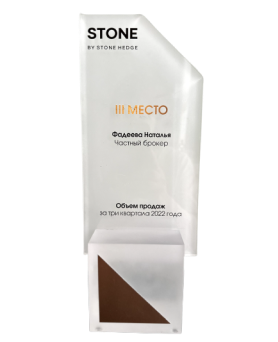 STONE
BY STONE HEDGE
III МЕСТО
Фадеева Наталья
Частный брокер
Объем продаж
за три квартала 2022 года